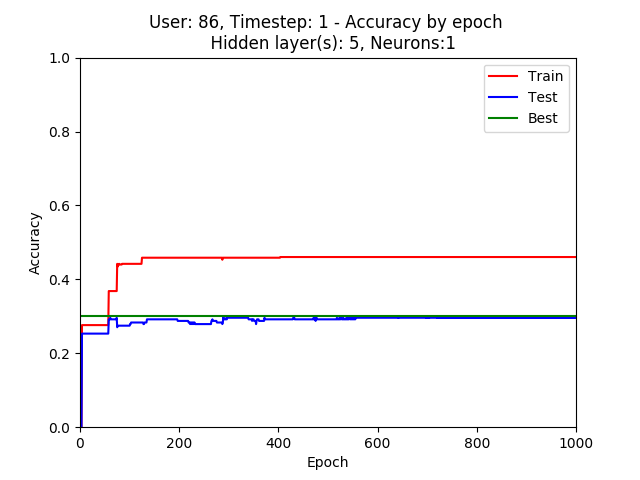 User: 86, Timestep: 1 - Accuracy by epoch
Hidden layer(s): 5, Neurons:1
1.0
0.8
0.6
0.4
0.2
0.0
Accuracy
Train
Test
Best
0 200 400 600 800 1000
Epoch